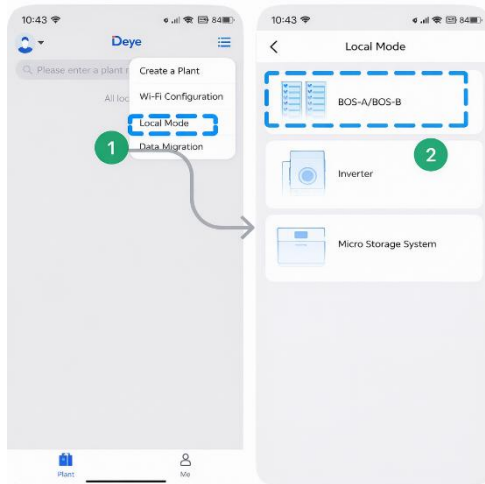 10:43
84
Deye
Please enter a plant
Create a Plant
All loc
Wi-Fi Configuration
Local Mode
1
Data Migration
Plant
Me
10:43
84
Local Mode
BOS-A/BOS-B
2
Inverter
Micro Storage System